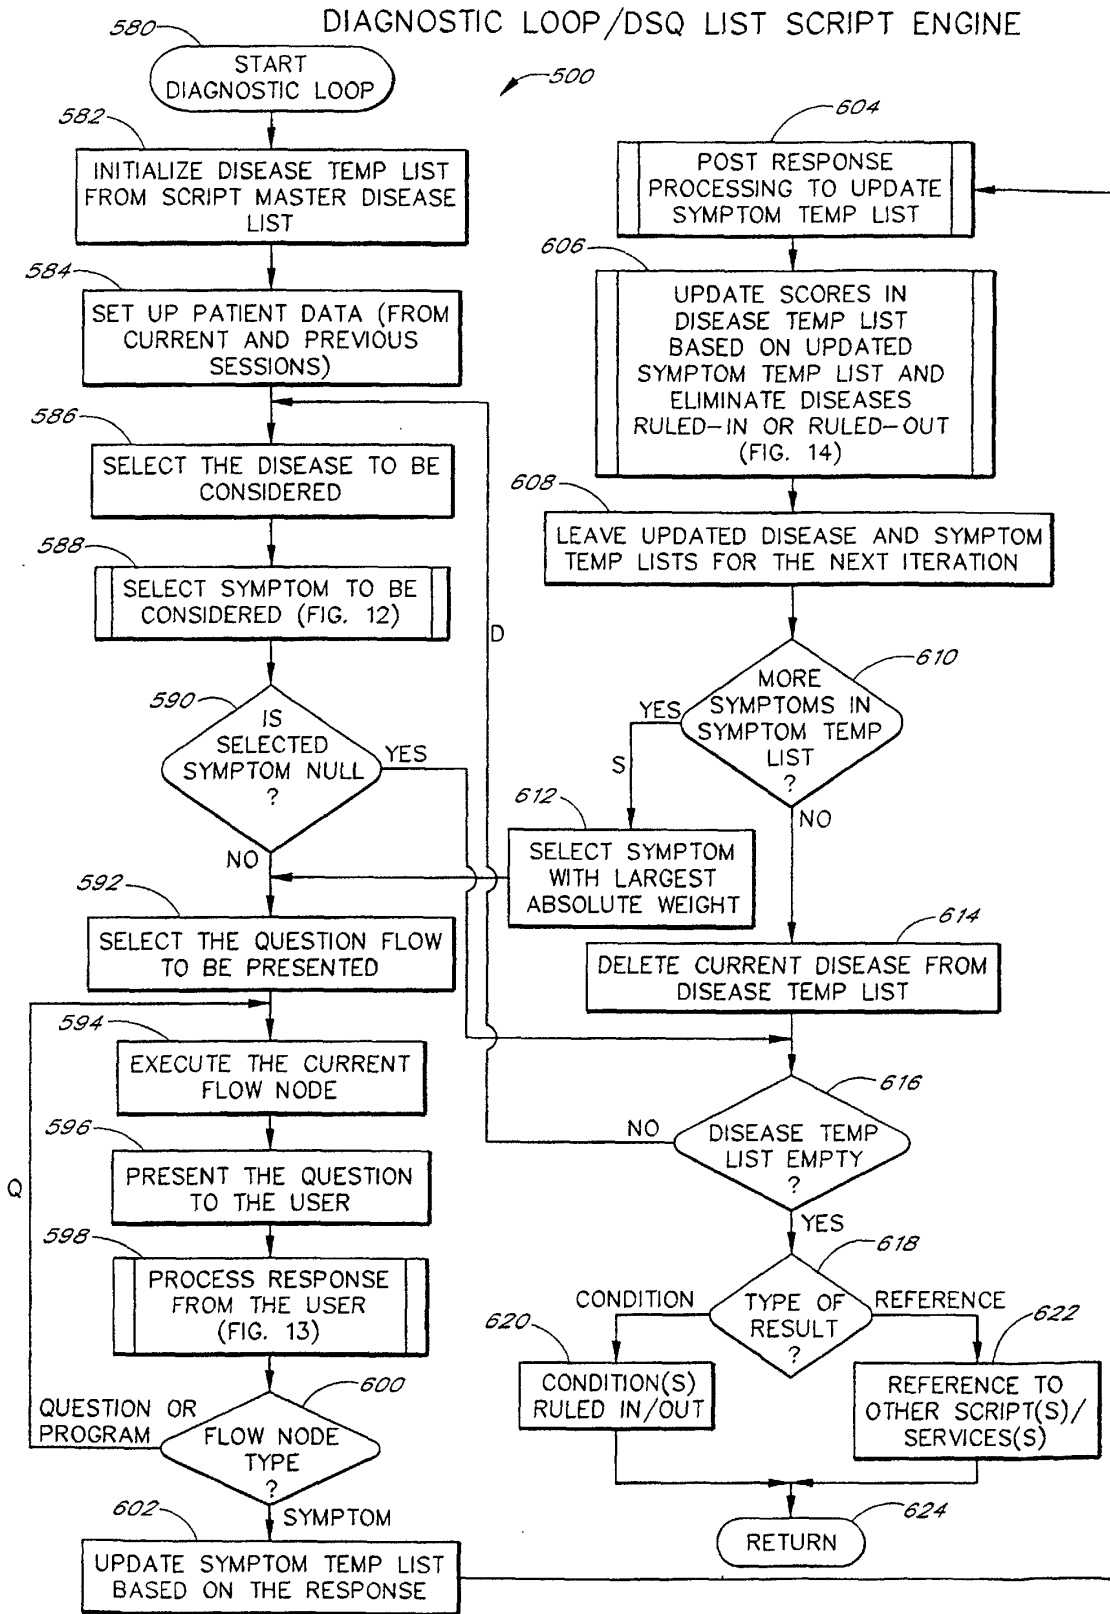 DIAGNOSTIC LOOP/DSQ LIST SCRIPT ENGINE
580
START
DIAGNOSTIC LOOP
500
582
INITIALIZE DISEASE TEMP LIST
FROM SCRIPT MASTER DISEASE
LIST
584
SET UP PATIENT DATA (FROM
CURRENT AND PREVIOUS
SESSIONS)
586
SELECT THE DISEASE TO BE
CONSIDERED
588
SELECT SYMPTOM TO BE
CONSIDERED (FIG. 12)
590
IS
SELECTED
SYMPTOM NULL
?
YES
NO
592
SELECT THE QUESTION FLOW
TO BE PRESENTED
594
EXECUTE THE CURRENT
FLOW NODE
596
PRESENT THE QUESTION
TO THE USER
Q
598
PROCESS RESPONSE
FROM THE USER
(FIG. 13)
600
QUESTION OR
PROGRAM
FLOW NODE
TYPE
?
SYMPTOM
602
UPDATE SYMPTOM TEMP LIST
BASED ON THE RESPONSE
604
POST RESPONSE
PROCESSING TO UPDATE
SYMPTOM TEMP LIST
606
UPDATE SCORES IN
DISEASE TEMP LIST
BASED ON UPDATED
SYMPTOM TEMP LIST AND
ELIMINATE DISEASES
RULED-IN OR RULED-OUT
(FIG. 14)
608
LEAVE UPDATED DISEASE AND SYMPTOM
TEMP LISTS FOR THE NEXT ITERATION
D
610
MORE
SYMPTOMS IN
SYMPTOM TEMP
LIST
?
YES
S
NO
612
SELECT SYMPTOM
WITH LARGEST
ABSOLUTE WEIGHT
614
DELETE CURRENT DISEASE FROM
DISEASE TEMP LIST
616
NO
DISEASE TEMP
LIST EMPTY
?
YES
618
CONDITION
TYPE OF
RESULT
?
REFERENCE
620
CONDITION(S)
RULED IN/OUT
622
REFERENCE TO
OTHER SCRIPT(S)/
SERVICES(S)
624
RETURN